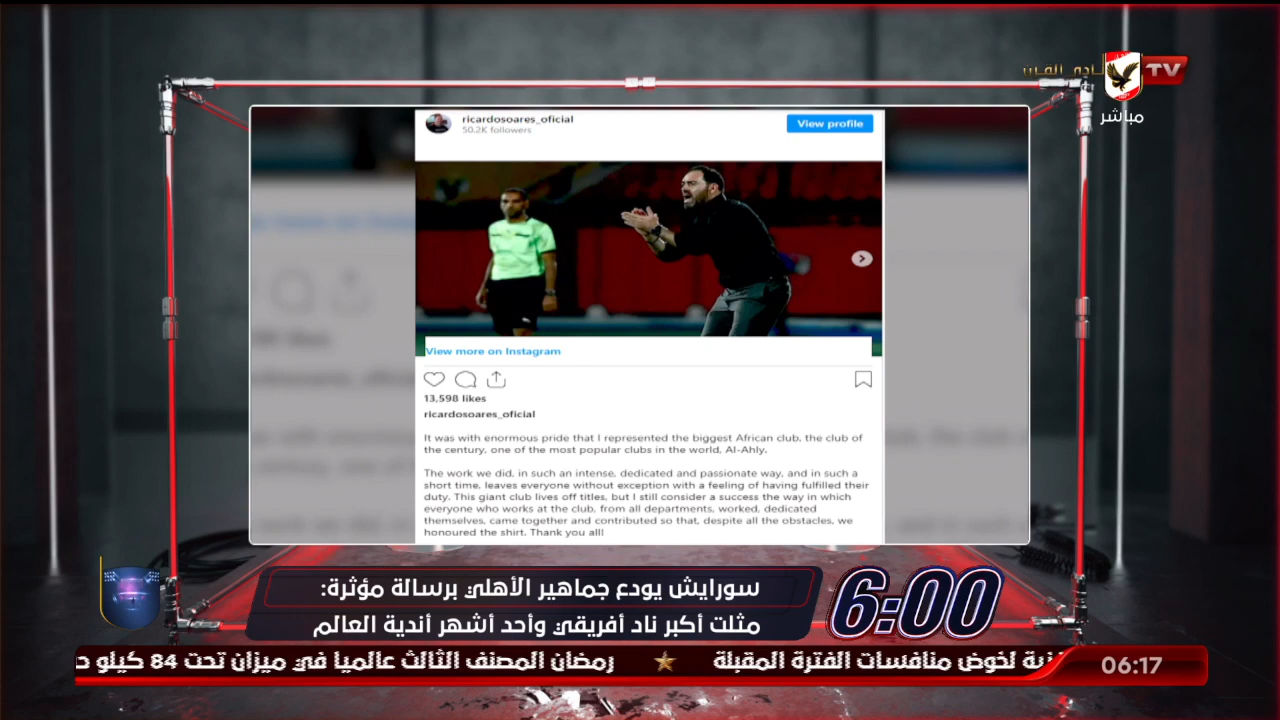 نادي القرن
TV
مباشر
ricardosoares_oficial
50.2K followers
View profile
View more on Instagram
13,598 likes
ricardosoares_oficial
It was with enormous pride that I represented the biggest African club, the club of
the century, one of the most popular clubs in the world, Al-Ahly.
The work we did, in such an intense, dedicated and passionate way, and in such a
short time, leaves everyone without exception with a feeling of having fulfilled their
duty. This giant club lives off titles, but I still consider a success the way in which
everyone who works at the club, from all departments, worked, dedicated
themselves, came together and contributed so that, despite all the obstacles, we
honoured the shirt. Thank you all!
6:00
سورايش يودع جماهير الأهلي برسالة مؤثرة:
مثلت أكبر ناد أفريقي وأحد أشهر أندية العالم
لخوض منافسات الفترة المقبلة ★ رمضان المصنف الثالث عالميا في ميزان تحت 84 كيلو
06:17